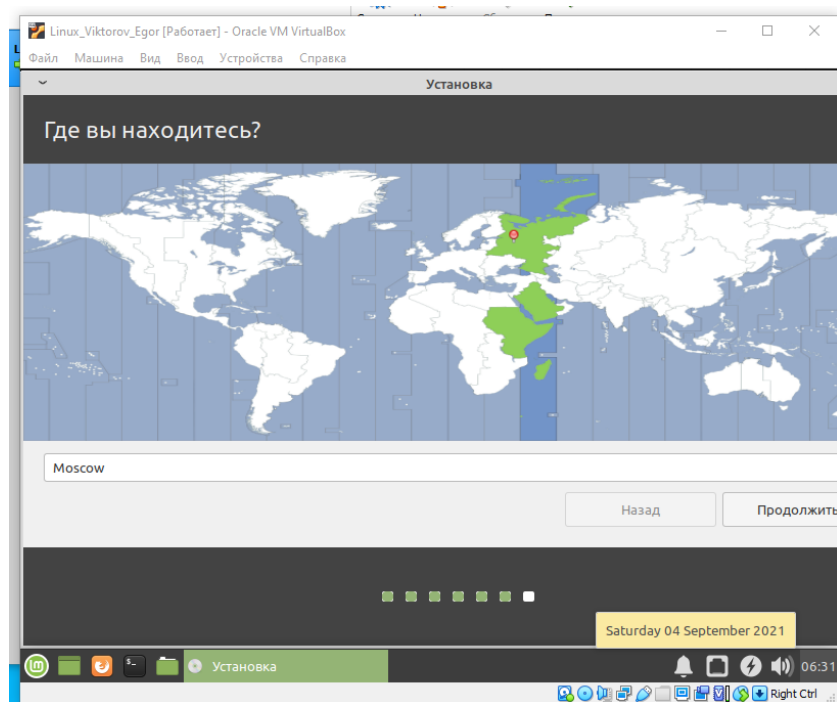 Linux_Viktorov_Egor [Работает] - Oracle VM VirtualBox
Файл Машина Вид Ввод Устройства Справка
Установка
Где вы находитесь?
Moscow
Назад Продолжить
Saturday 04 September 2021
Установка 06:31
Right Ctrl